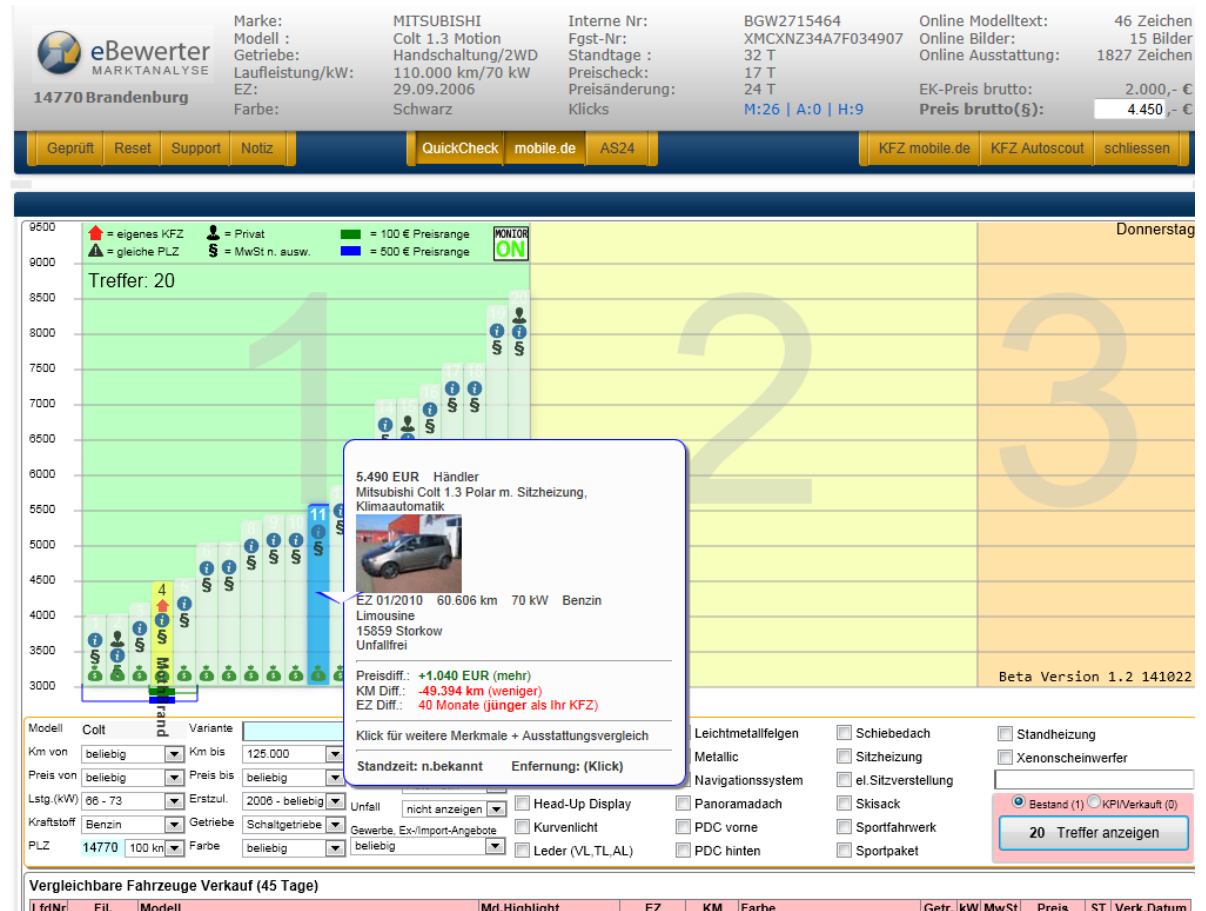 eBewerter
MARKTANALYSE
14770 Brandenburg
Marke: MITSUBISHI Interne Nr: BGW2715464 Online Modelltext: 46 Zeichen
Modell : Colt 1.3 Motion Fgst-Nr: XMCXNZ34A7F034907 Online Bilder: 15 Bilder
Getriebe: Handschaltung/2WD Standtage : 32 T Online Ausstattung: 1827 Zeichen
Laufleistung/kW: 110.000 km/70 kW Preischeck: 17 T
EZ: 29.09.2006 Preisänderung: 24 T EK-Preis brutto: 2.000,- €
Farbe: Schwarz Klicks M:26 | A:0 | H:9 Preis brutto(§): 4.450 ,- €
Geprüft Reset Support Notiz QuickCheck mobile.de AS24 KFZ mobile.de KFZ Autoscout schliessen
Donnerstag
= eigenes KFZ = Privat = 100 € Preisrange MONIOR
= gleiche PLZ § = MwSt n. ausw. = 500 € Preisrange ON
Treffer: 20
1 2 3
9500
9000
8500
8000
7500
7000
6500
6000
5500
5000
4500
4000
3500
3000
4
11
5.490 EUR Händler
Mitsubishi Colt 1.3 Polar m. Sitzheizung,
Klimaautomatik
EZ 01/2010 60.606 km 70 kW Benzin
Limousine
15859 Storkow
Unfallfrei
Preisdiff.: +1.040 EUR (mehr)
KM Diff.: -49.394 km (weniger)
EZ Diff.: 40 Monate (jünger als Ihr KFZ)
Klick für weitere Merkmale + Ausstattungsvergleich
Standzeit: n.bekannt Enfernung: (Klick)
Beta Version 1.2 141022
Modell Colt Variante Leichtmetallfelgen Schiebedach Standheizung
Km von beliebig Km bis 125.000 Metallic Sitzheizung Xenonscheinwerfer
Preis von beliebig Preis bis beliebig Navigationssystem el.Sitzverstellung
Lstg.(kW) 66 - 73 Erstzul. 2006 - beliebig Unfall nicht anzeigen Head-Up Display Panoramadach Skisack Bestand (1) KPI/Verkauft (0)
Kraftstoff Benzin Getriebe Schaltgetriebe Gewerbe, Ex-/Import-Angebote Kurvenlicht PDC vorne Sportfahrwerk 20 Treffer anzeigen
PLZ 14770 100 km Farbe beliebig beliebig Leder (VL,TL,AL) PDC hinten Sportpaket
Vergleichbare Fahrzeuge Verkauf (45 Tage)
LfdNr Fil. Modell Md.Highlight EZ KM Farbe Getr. kW MwSt Preis ST Verk.Datum